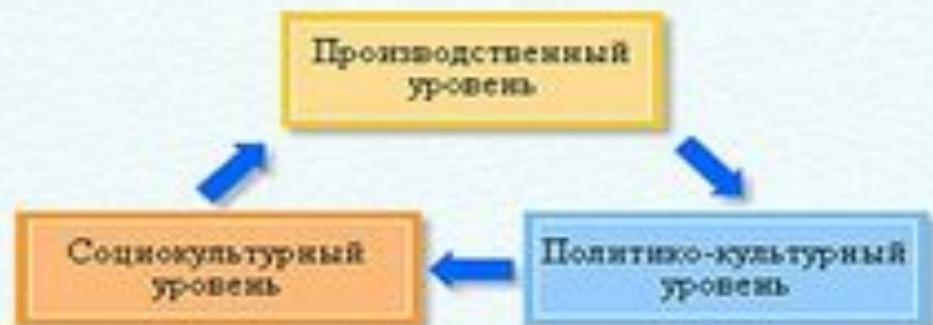 Производственный
уровень
Социокультурный
уровень
Политико-культурный
уровень